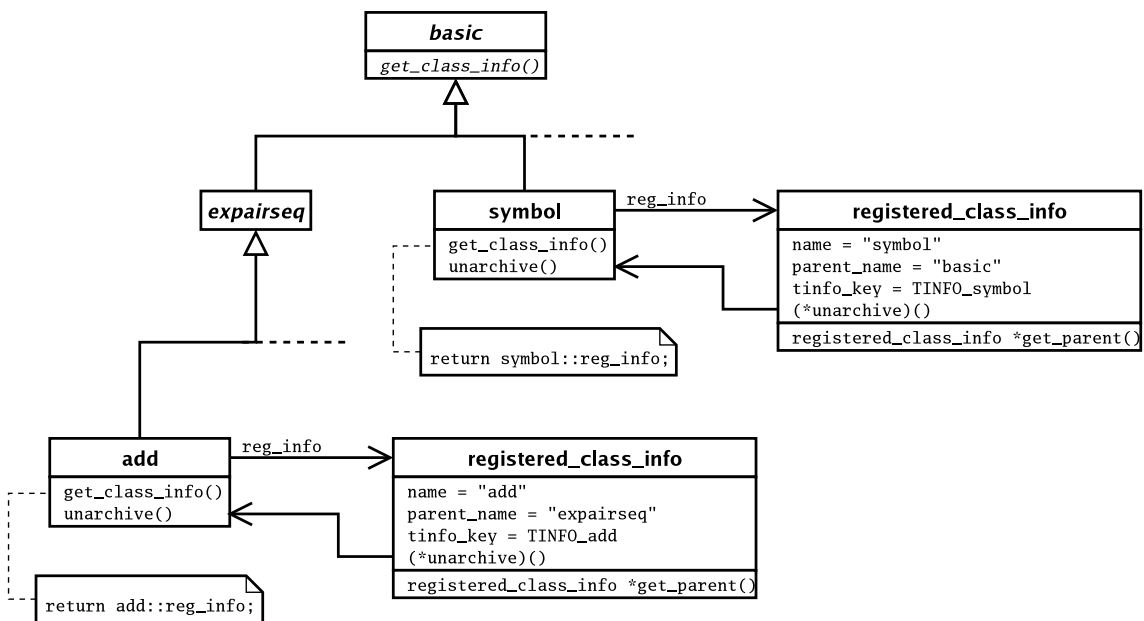 basic
get_class_info()
expairseq
symbol
get_class_info()
unarchive()
reg_info
registered_class_info
name = "symbol"
parent_name = "basic"
tinfo_key = TINFO_symbol
(*unarchive)()
registered_class_info *get_parent()
return symbol::reg_info;
add
get_class_info()
unarchive()
reg_info
registered_class_info
name = "add"
parent_name = "expairseq"
tinfo_key = TINFO_add
(*unarchive)()
registered_class_info *get_parent()
return add::reg_info;